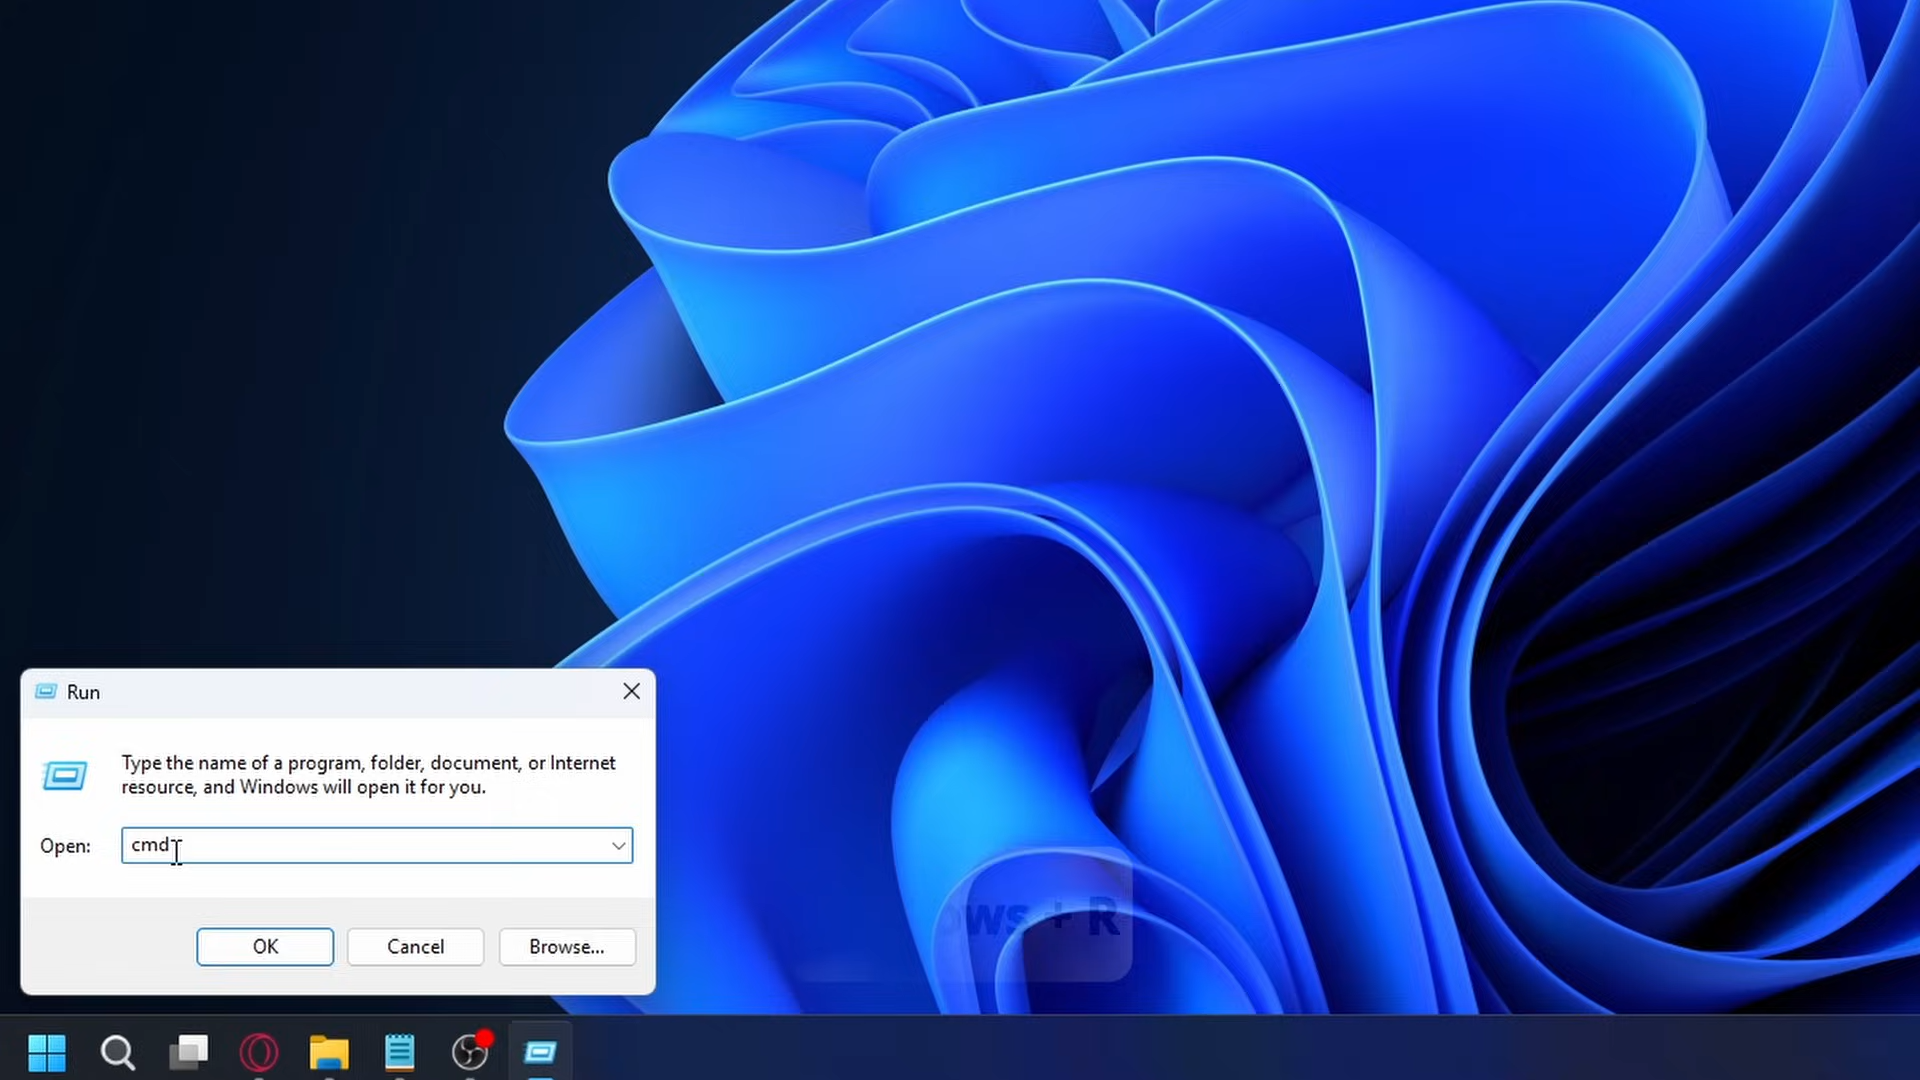 ows + R
Run
Type the name of a program, folder, document, or Internet
resource, and Windows will open it for you.
Open:
cmd
OK
Cancel
Browse...